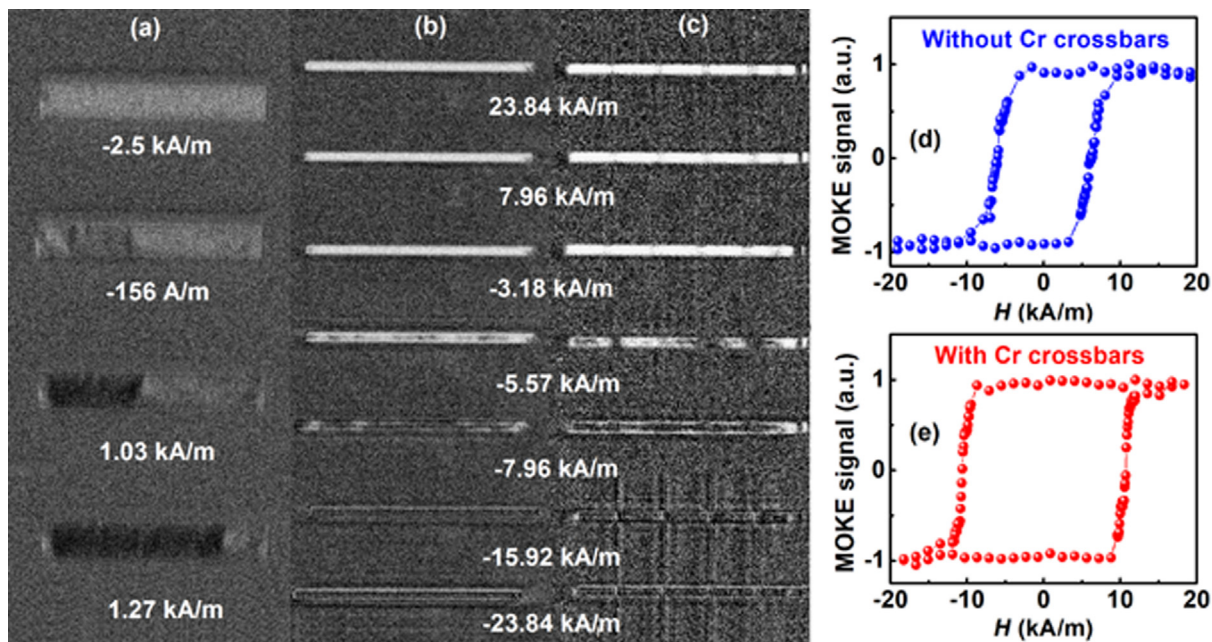 (a)
(b)
(c)
-2.5 kA/m
-156 A/m
1.03 kA/m
1.27 kA/m
23.84 kA/m
7.96 kA/m
-3.18 kA/m
-5.57 kA/m
-7.96 kA/m
-15.92 kA/m
-23.84 kA/m
Without Cr crossbars
(d)
MOKE signal (a.u.)
1
0
-1
-20 -10 0 10 20
H (kA/m)
With Cr crossbars
(e)
MOKE signal (a.u.)
1
0
-1
-20 -10 0 10 20
H (kA/m)